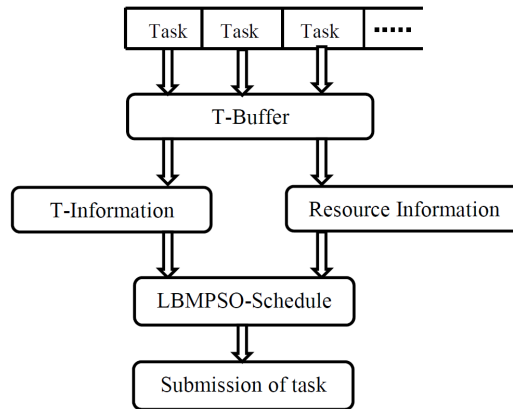 Task Task Task .....
T-Buffer
T-Information Resource Information
LBMPSO-Schedule
Submission of task